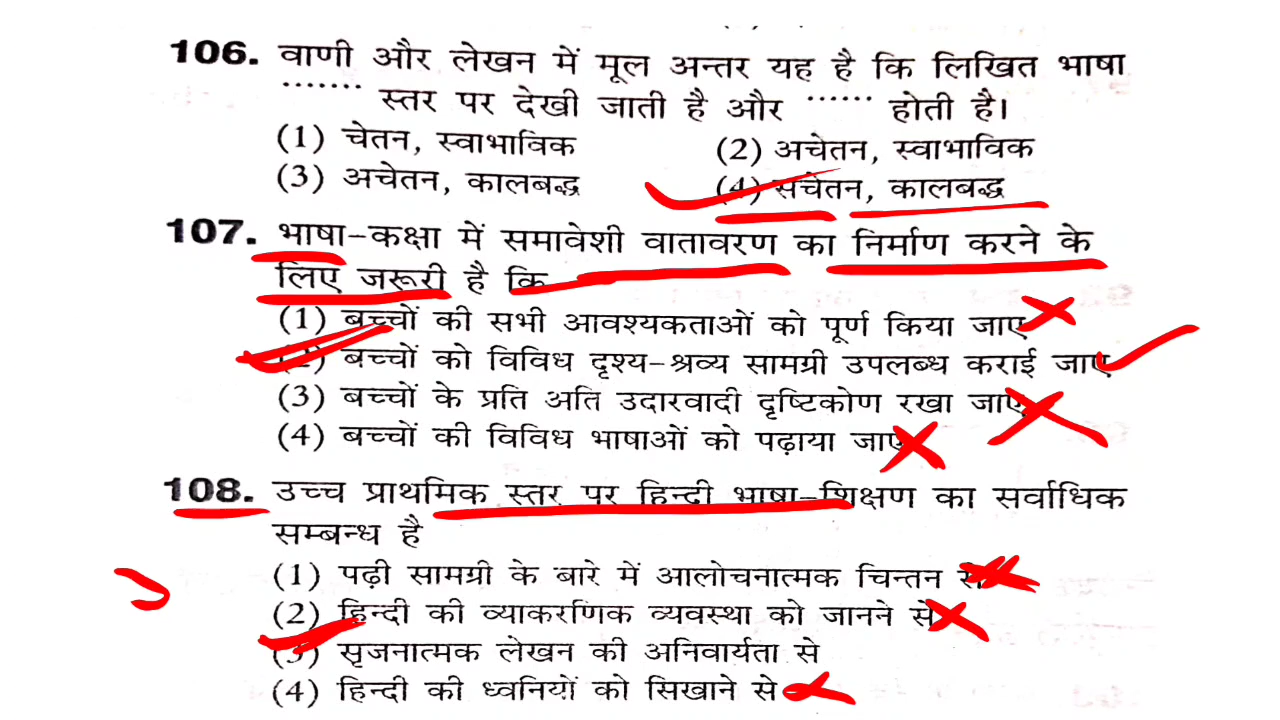 106. वाणी और लेखन में मूल अन्तर यह है कि लिखित भाषा
....... स्तर पर देखी जाती है और ...... होती है।
(1) चेतन, स्वाभाविक (2) अचेतन, स्वाभाविक
(3) अचेतन, कालबद्ध (4) सचेतन, कालबद्ध
107. भाषा-कक्षा में समावेशी वातावरण का निर्माण करने के
लिए जरूरी है कि
(1) बच्चों की सभी आवश्यकताओं को पूर्ण किया जाए
(2) बच्चों को विविध दृश्य-श्रव्य सामग्री उपलब्ध कराई जाए
(3) बच्चों के प्रति अति उदारवादी दृष्टिकोण रखा जाए
(4) बच्चों की विविध भाषाओं को पढ़ाया जाए
108. उच्च प्राथमिक स्तर पर हिन्दी भाषा-शिक्षण का सर्वाधिक
सम्बन्ध है
(1) पढ़ी सामग्री के बारे में आलोचनात्मक चिन्तन से
(2) हिन्दी की व्याकरणिक व्यवस्था को जानने से
(3) सृजनात्मक लेखन की अनिवार्यता से
(4) हिन्दी की ध्वनियों को सिखाने से